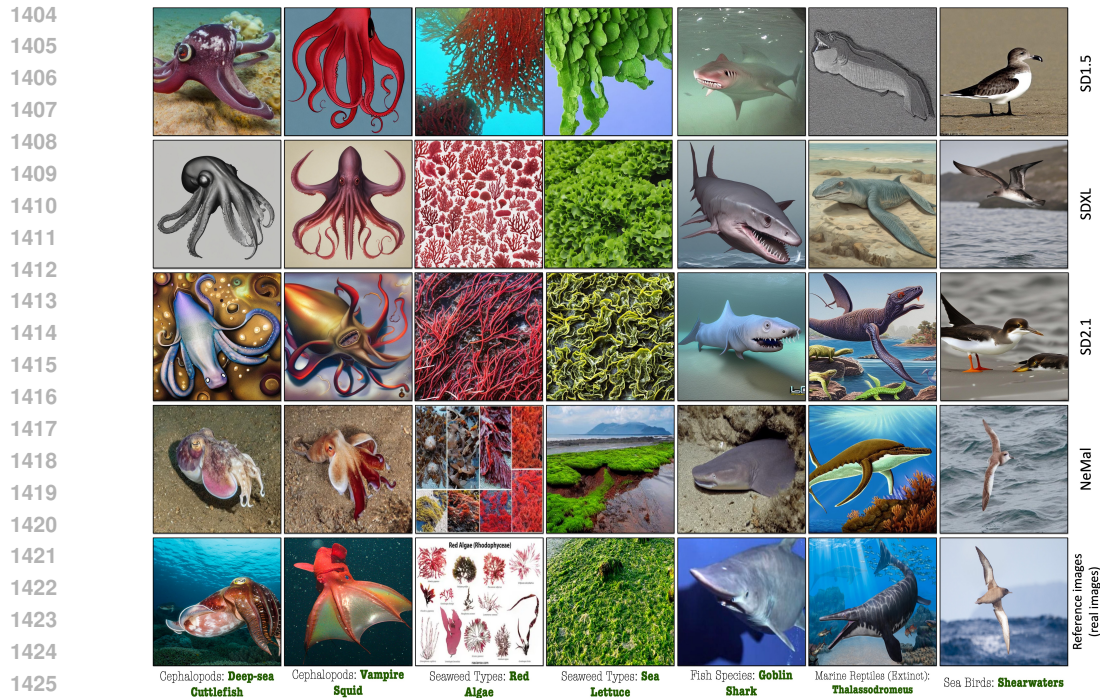 1404
1405
1406
1407
1408
1409
1410
1411
1412
1413
1414
1415
1416
1417
1418
1419
1420
1421
1422
1423
1424
1425
SD1.5
SDXL
SD2.1
NeMal
Reference images
(real images)
Red Algae (Rhodophyceae)
Cephalopods: Deep-sea
Cuttlefish
Cephalopods: Vampire
Squid
Seaweed Types: Red
Algae
Seaweed Types: Sea
Lettuce
Fish Species: Goblin
Shark
Marine Reptiles (Extinct):
Thalassodromeus
Sea Birds: Shearwaters